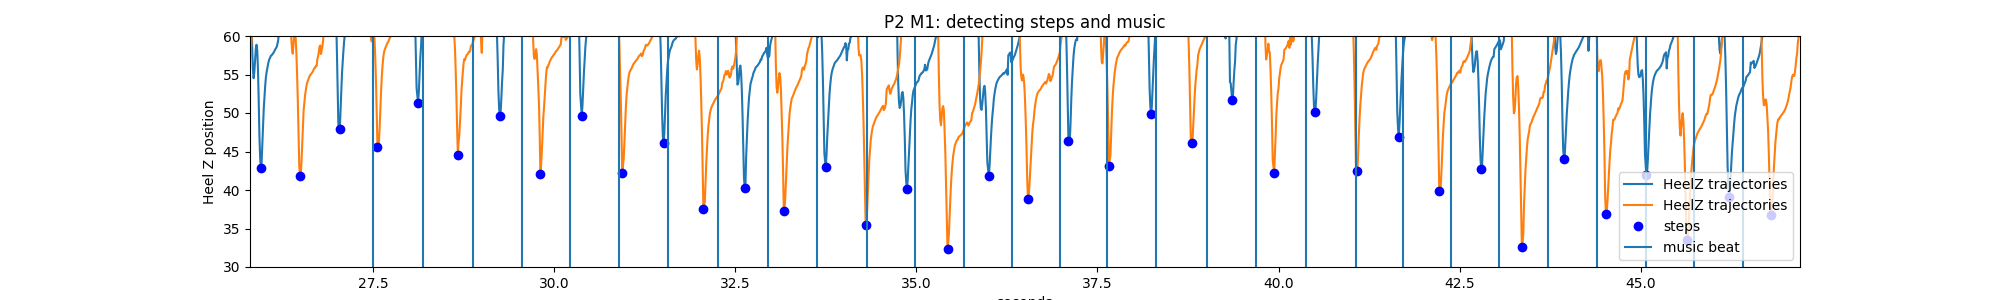 P2 M1: detecting steps and music
60
55
50
45
40
35
30
Heel Z position
27.5 30.0 32.5 35.0 37.5 40.0 42.5 45.0
HeelZ trajectories
HeelZ trajectories
steps
music beat